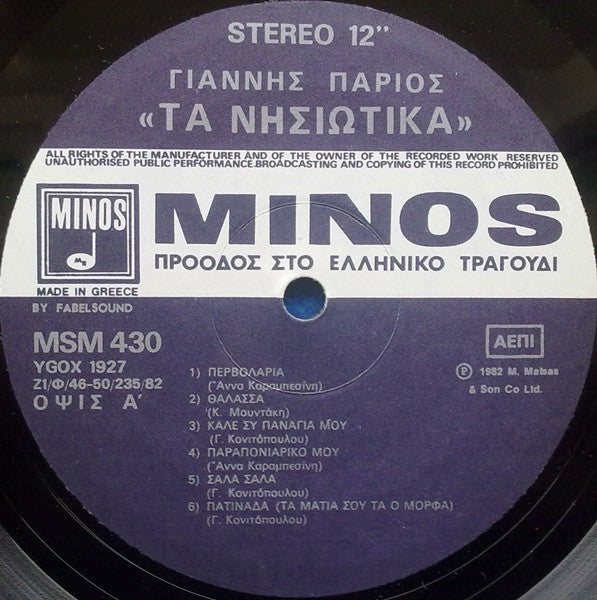 STEREO 12"
ΓΙΑΝΝΗΣ ΠΑΡΙΟΣ
«ΤΑ ΝΗΣΙΩΤΙΚΑ»
ALL RIGHTS OF THE MANUFACTURER AND OF THE OWNER OF THE RECORDED WORK RESERVED
UNAUTHORISED PUBLIC PERFORMANCE.BROADCASTING AND COPYING OF THIS RECORD PROHIBITED
MINOS
MINOS
ΠΡΟΟΔΟΣ ΣΤΟ ΕΛΛΗΝΙΚΟ ΤΡΑΓΟΥΔΙ
MADE IN GREECE
BY FABELSOUND
MSM 430
YGOX 1927
Ζ1/Φ/46-50/235/82
ΟΨΙΣ Α'
ΑΕΠΙ
Ⓟ 1982 M. Matsas
& Son Co Ltd.
1) ΠΕΡΒΟΛΑΡΙΑ
("Αννα Καραμπεσίνη)
2) ΘΑΛΑΣΣΑ
(Κ. Μουντάκη)
3) ΚΑΛΕ ΣΥ ΠΑΝΑΓΙΑ ΜΟΥ
(Γ. Κονιτόπουλου)
4) ΠΑΡΑΠΟΝΙΑΡΙΚΟ ΜΟΥ
("Αννα Καραμπεσίνη)
5) ΣΑΛΑ ΣΑΛΑ
(Γ. Κονιτόπουλου)
6) ΠΑΤΙΝΑΔΑ (ΤΑ ΜΑΤΙΑ ΣΟΥ ΤΑ Ο ΜΟΡΦΑ)
(Γ. Κονιτόπουλου)